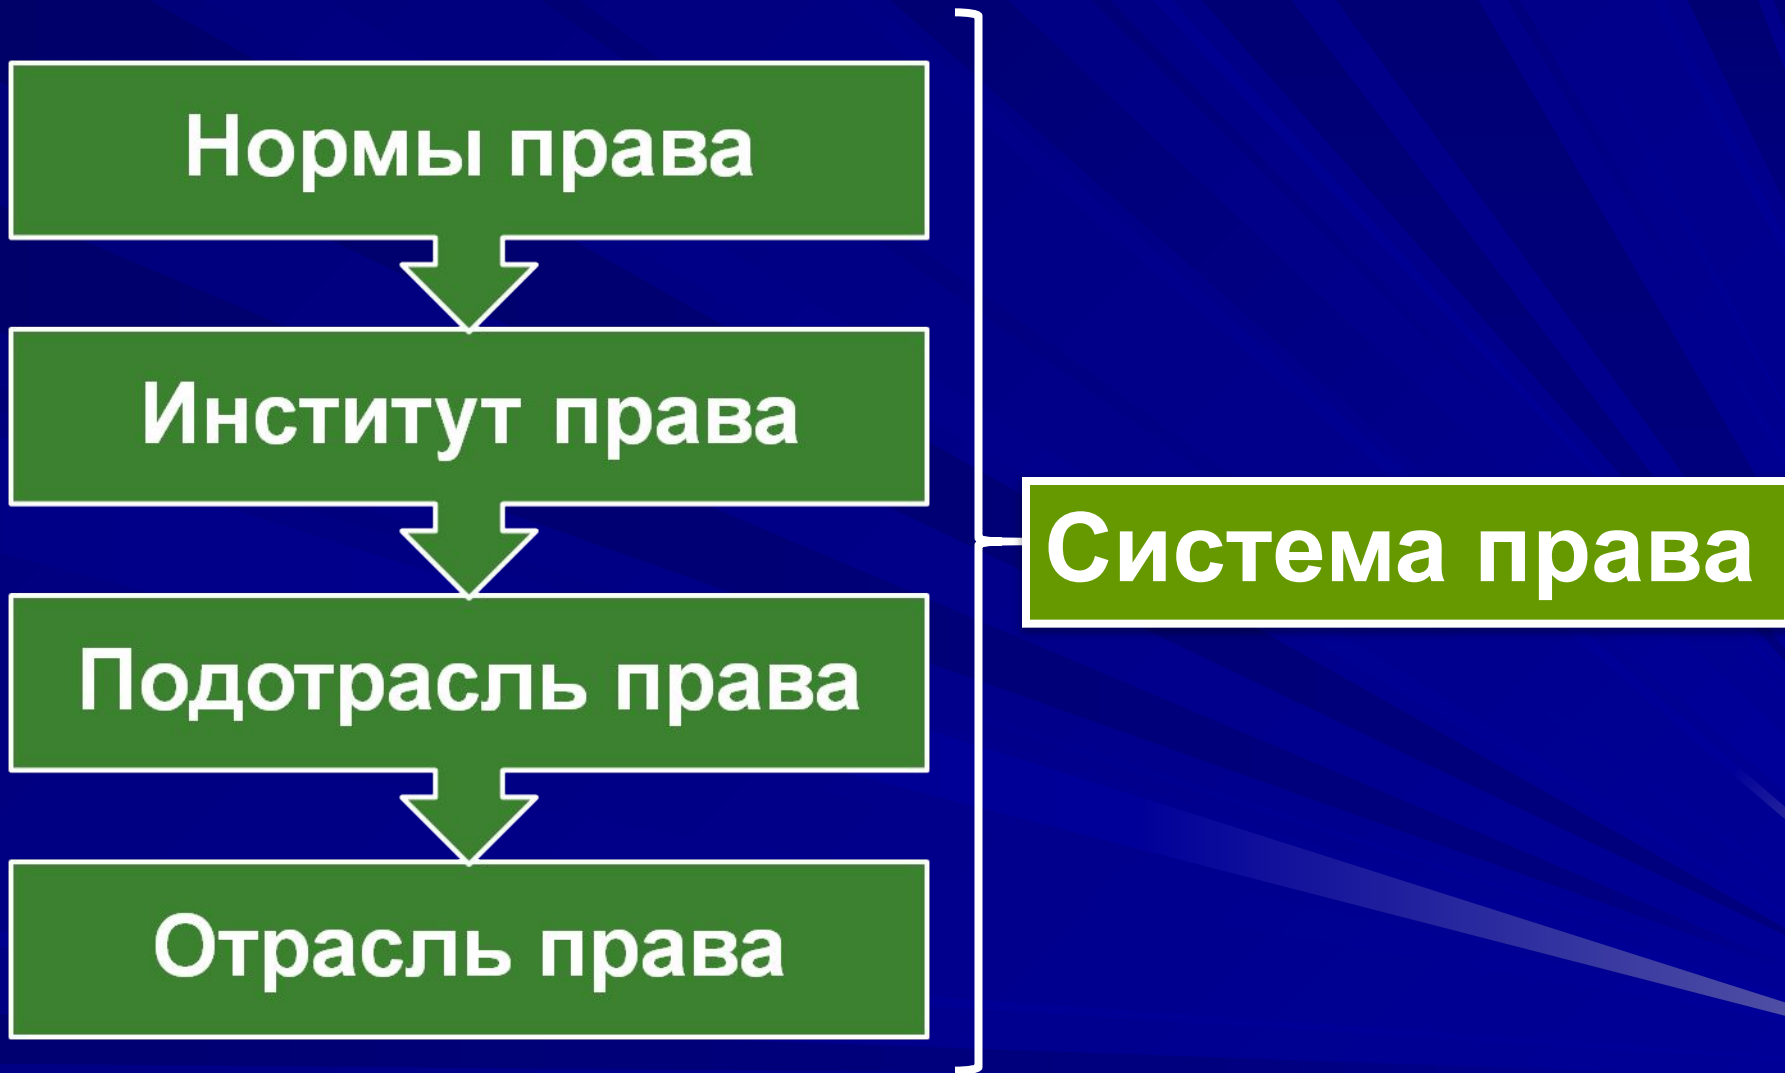 Нормы права
Институт права
Подотрасль права
Отрасль права
Система права